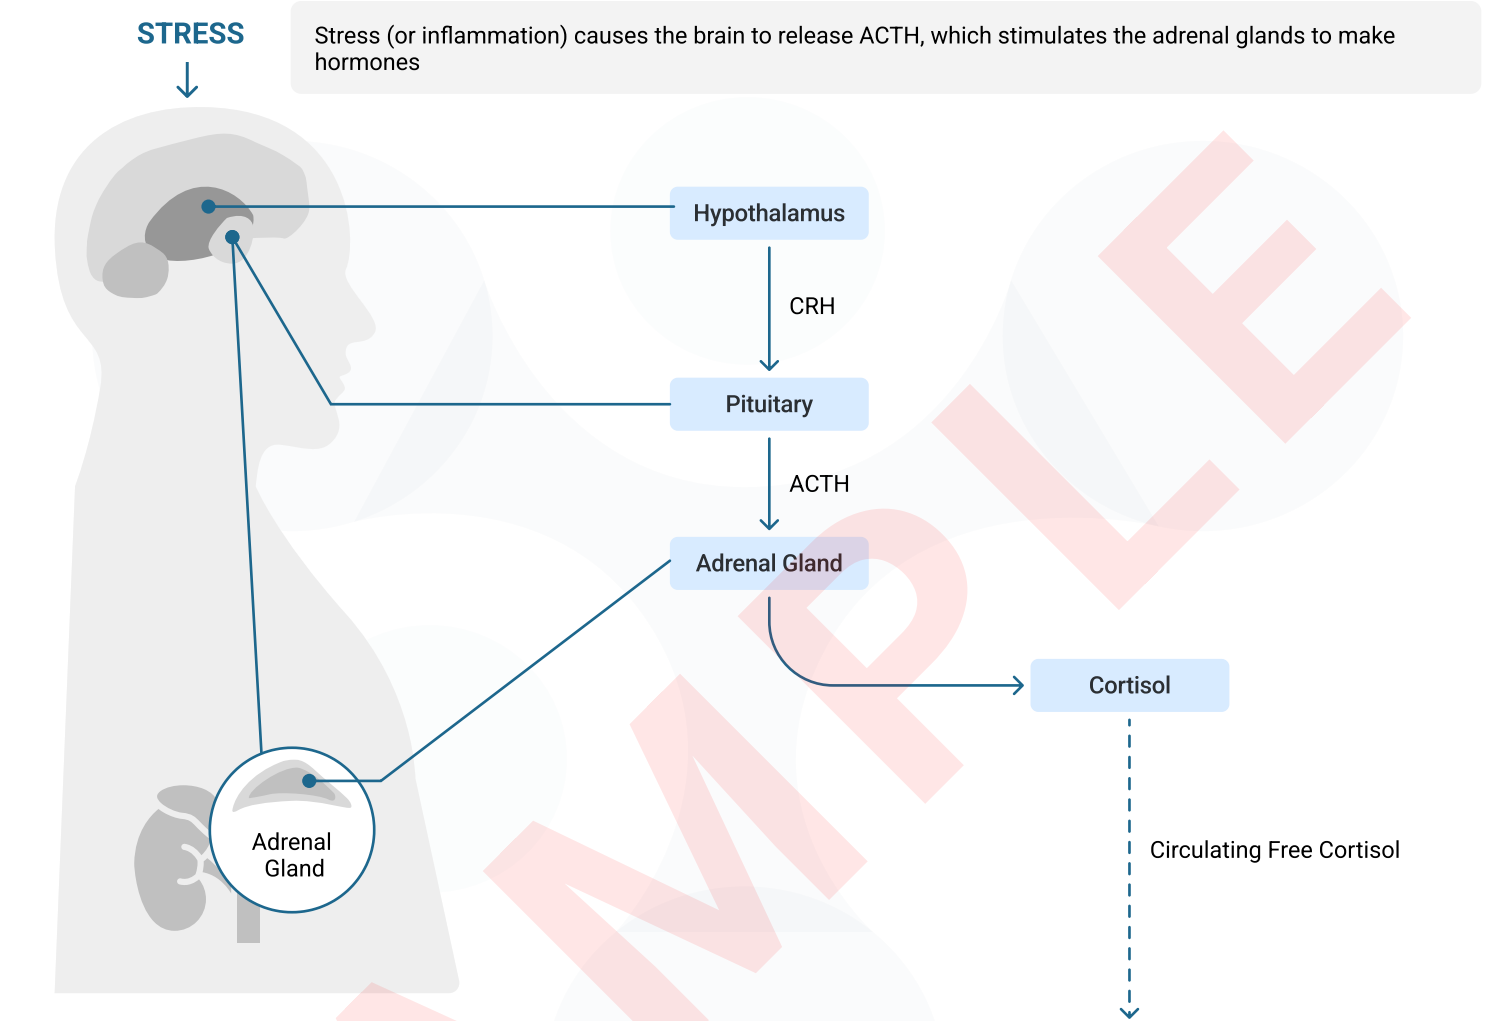 STRESS
Stress (or inflammation) causes the brain to release ACTH, which stimulates the adrenal glands to make
hormones
Hypothalamus
CRH
Pituitary
ACTH
Adrenal Gland
Cortisol
Circulating Free Cortisol
Adrenal
Gland
MPLE